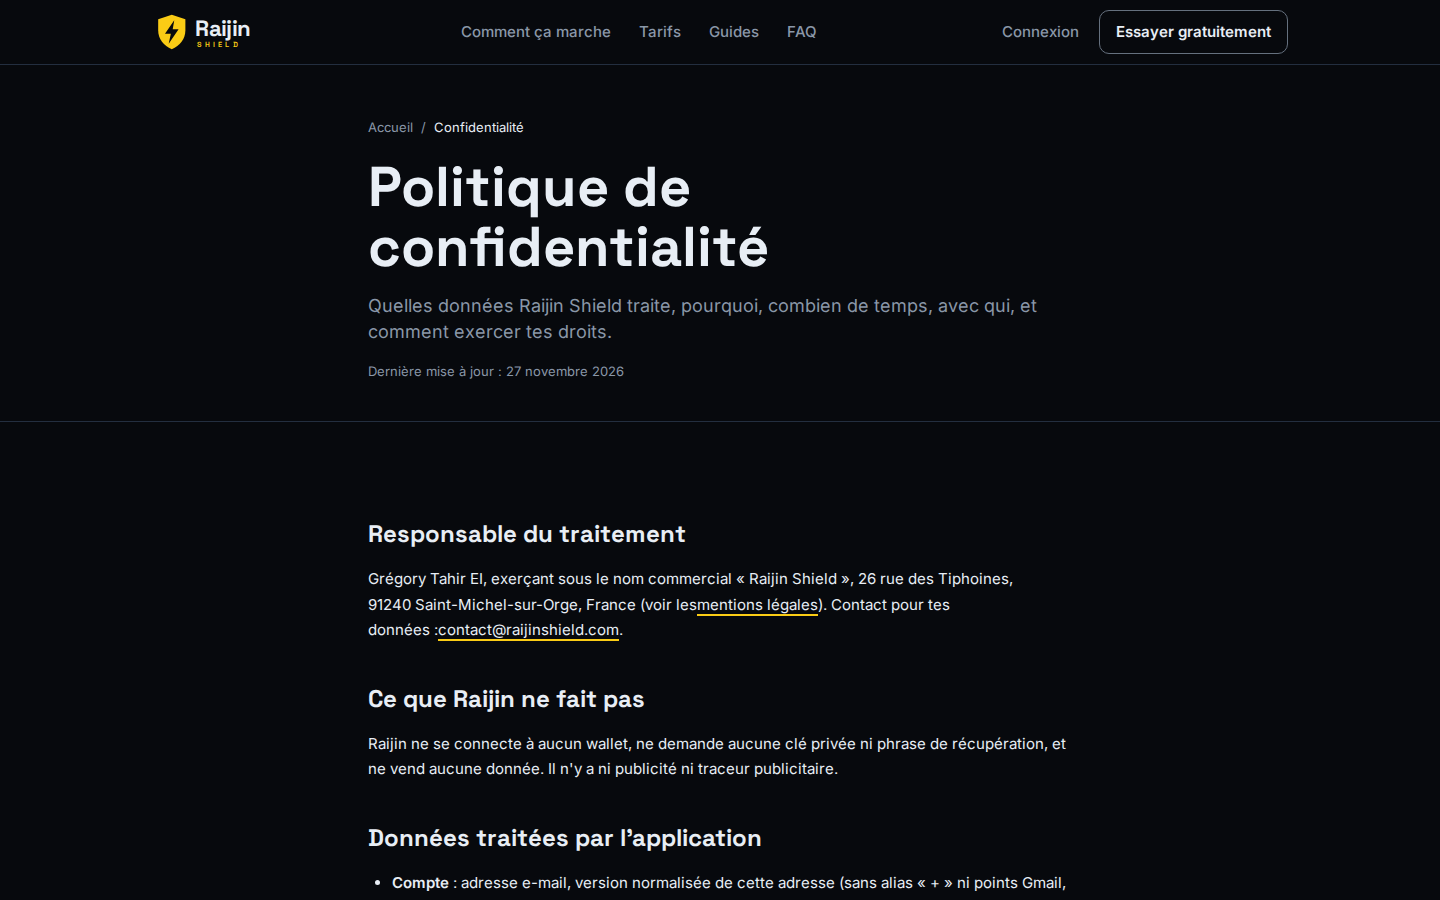 Raijin
SHIELD
Comment ça marche
Tarifs
Guides
FAQ
Connexion
Essayer gratuitement
Accueil / Confidentialité
Politique de
confidentialité
Quelles données Raijin Shield traite, pourquoi, combien de temps, avec qui, et
comment exercer tes droits.
Dernière mise à jour : 27 novembre 2026
Responsable du traitement
Grégory Tahir EI, exerçant sous le nom commercial « Raijin Shield », 26 rue des Tiphoines,
91240 Saint-Michel-sur-Orge, France (voir lesmentions légales). Contact pour tes
données :contact@raijinshield.com.
Ce que Raijin ne fait pas
Raijin ne se connecte à aucun wallet, ne demande aucune clé privée ni phrase de récupération, et
ne vend aucune donnée. Il n'y a ni publicité ni traceur publicitaire.
Données traitées par l’application
• Compte : adresse e-mail, version normalisée de cette adresse (sans alias « + » ni points Gmail,